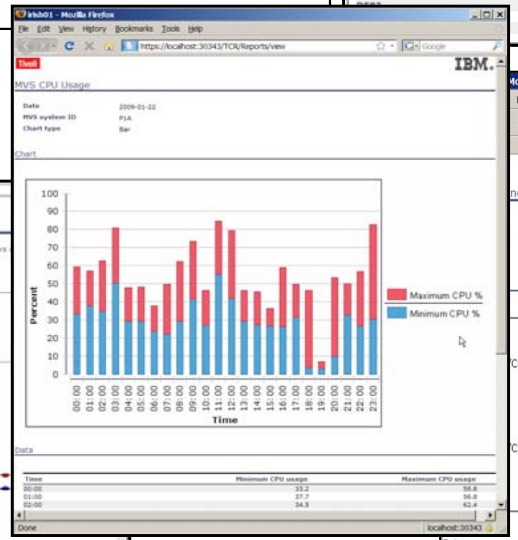 irish01 - Mozilla Firefox
File Edit View History Bookmarks Tools Help
https://localhost:30343/TCR/Reports/view
Google
Tivoli
IBM.
MVS CPU Usage
Date 2009-01-22
MVS system ID P1A
Chart type Bar
Chart
100
90
80
70
60
50
40
30
20
10
0
Percent
Maximum CPU %
Minimum CPU %
00:00 01:00 02:00 03:00 04:00 05:00 06:00 07:00 08:00 09:00 10:00 11:00 12:00 13:00 14:00 15:00 16:00 17:00 18:00 19:00 20:00 21:00 22:00 23:00
Time
Data
Time Minimum CPU usage Maximum CPU usage
00:00 33.2 58.8
01:00 37.7 56.8
02:00 34.5 62.4
Done localhost:30343